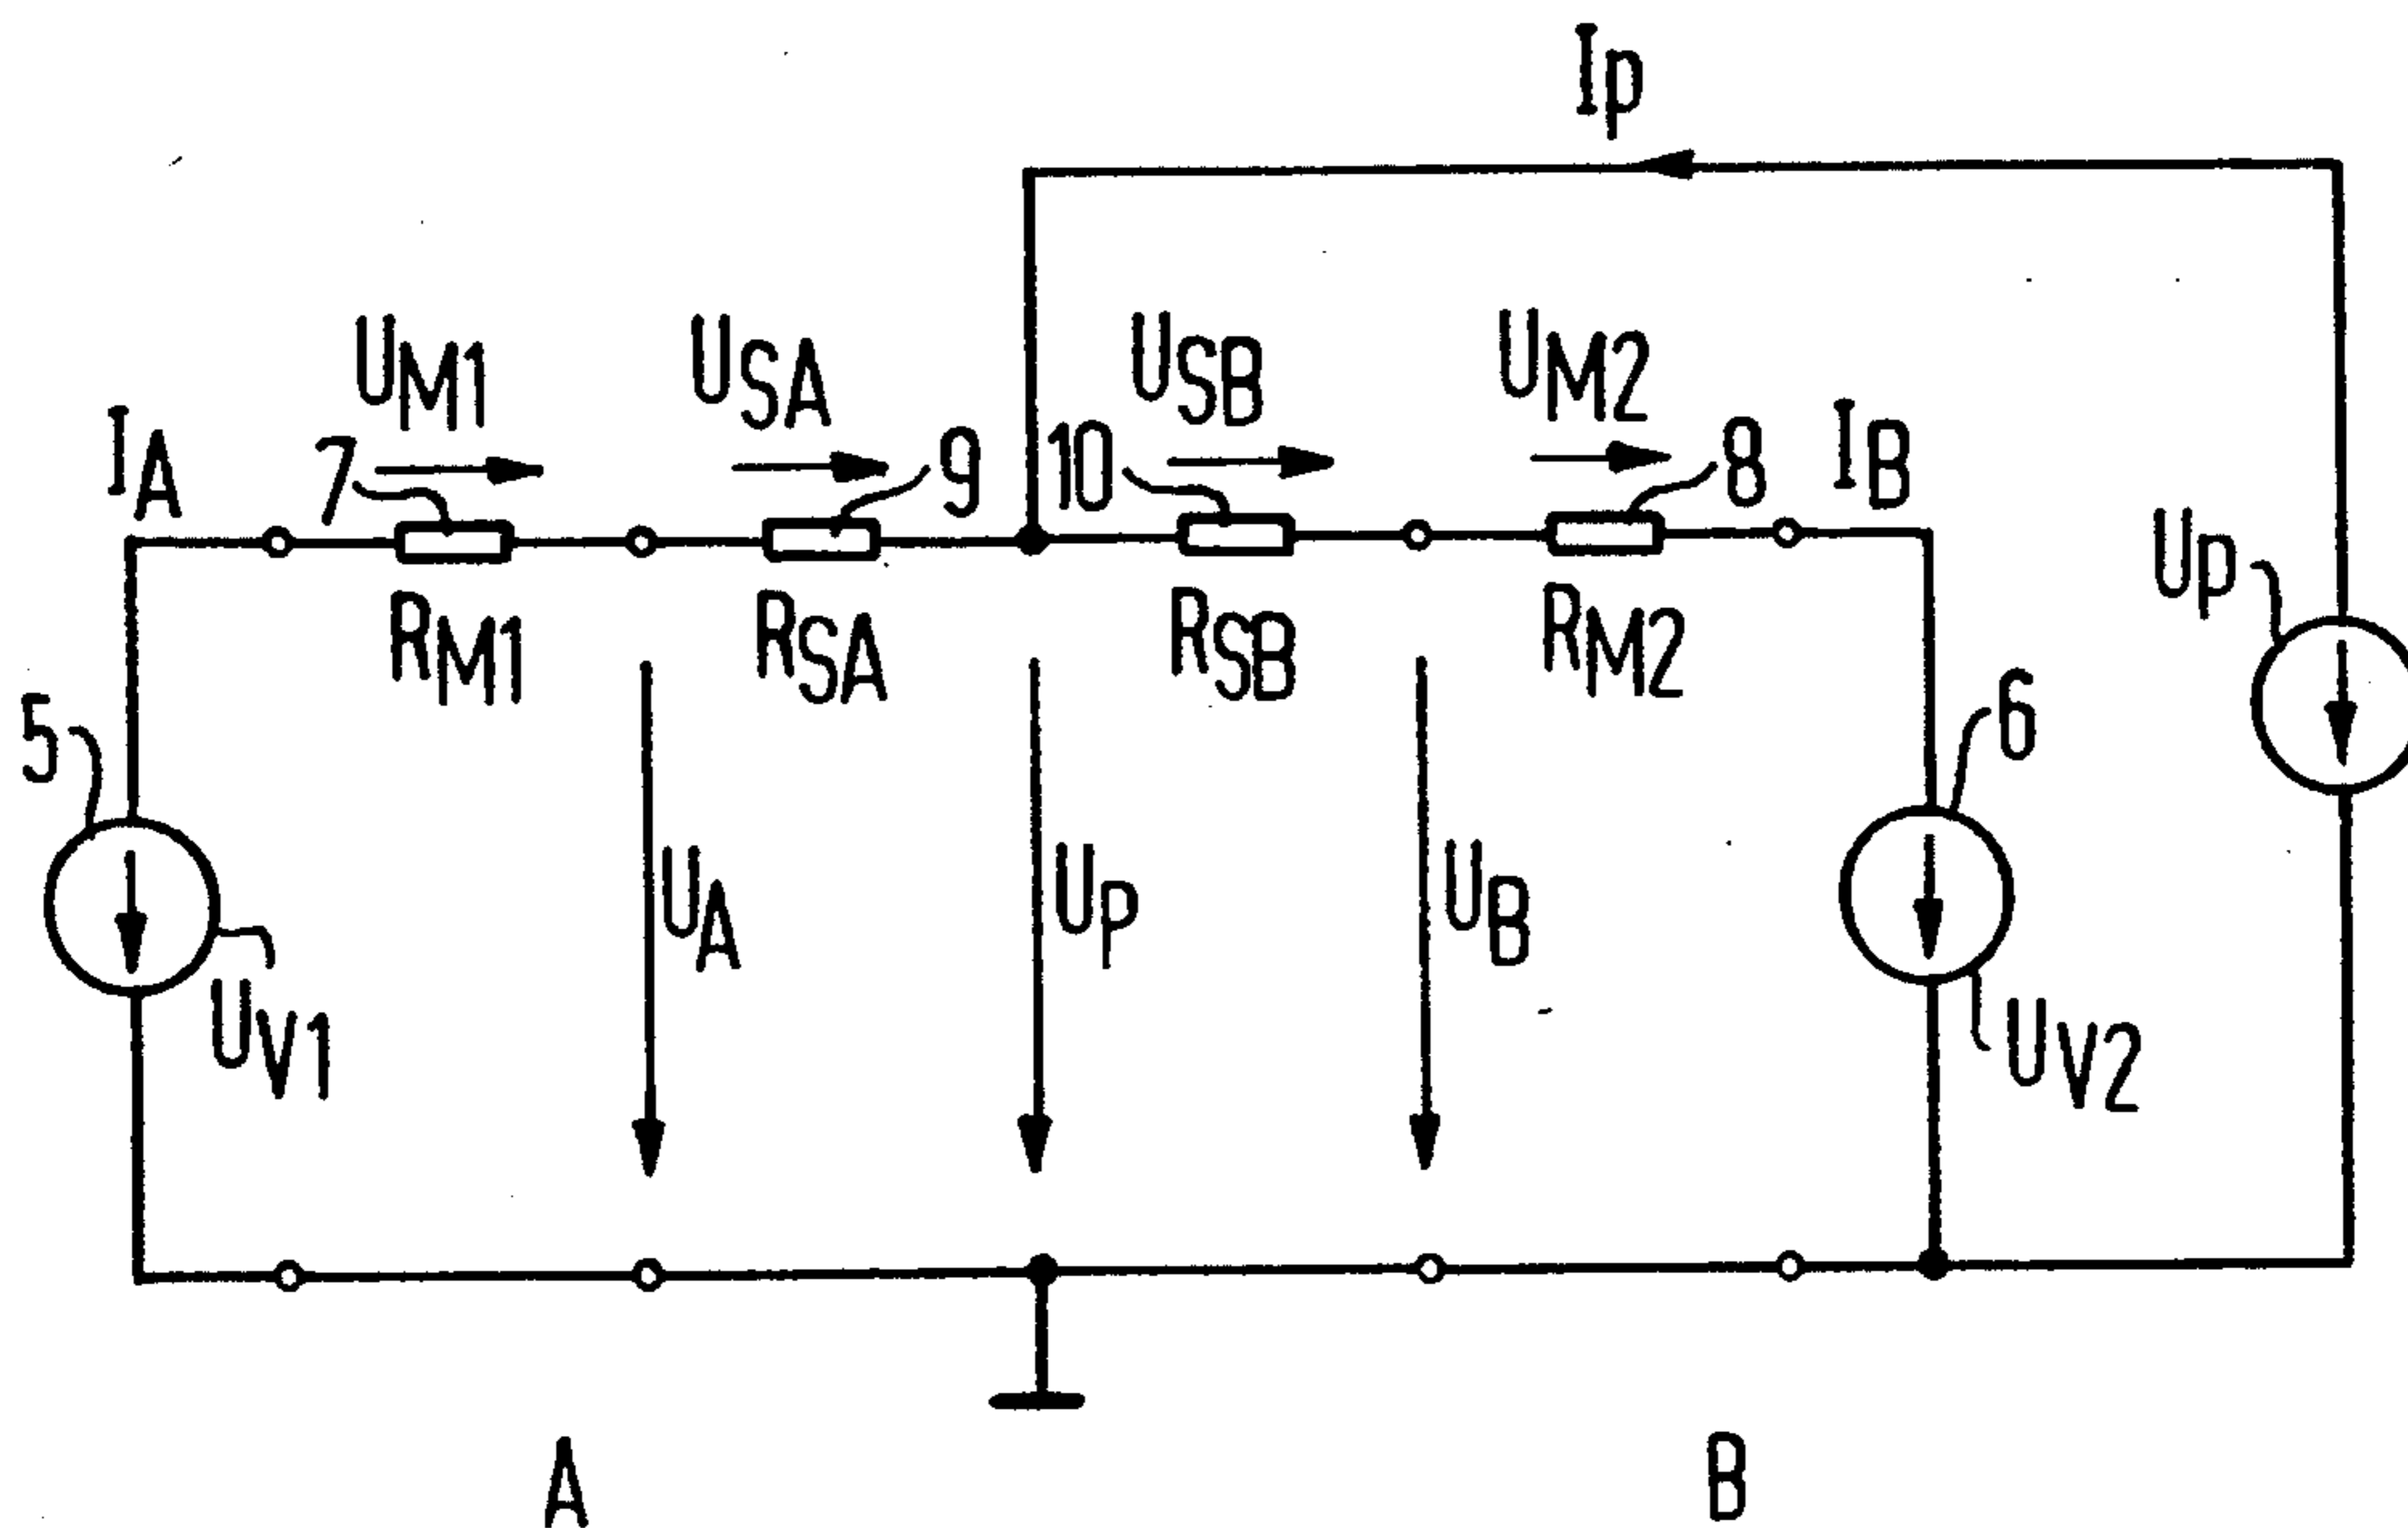 Ip
UM1 USA USB UM2
IA 7 9 10 8 IB
Up
RM1 RSA RSB RM2
5 6
UA Up UB
UV1 UV2
A B